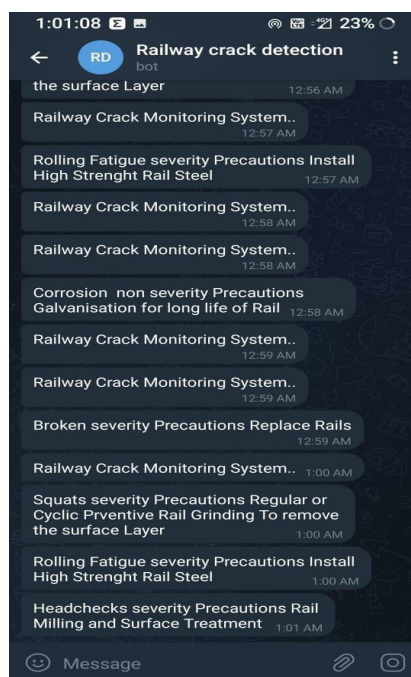 1:01:08 23%
RD Railway crack detection
bot
the surface Layer 12:56 AM
Railway Crack Monitoring System..
12:57 AM
Rolling Fatigue severity Precautions Install
High Strenght Rail Steel 12:57 AM
Railway Crack Monitoring System..
12:58 AM
Railway Crack Monitoring System..
12:58 AM
Corrosion non severity Precautions
Galvanisation for long life of Rail 12:58 AM
Railway Crack Monitoring System..
12:59 AM
Railway Crack Monitoring System..
12:59 AM
Broken severity Precautions Replace Rails
12:59 AM
Railway Crack Monitoring System.. 1:00 AM
Squats severity Precautions Regular or
Cyclic Prventive Rail Grinding To remove
the surface Layer 1:00 AM
Rolling Fatigue severity Precautions Install
High Strenght Rail Steel 1:00 AM
Headchecks severity Precautions Rail
Milling and Surface Treatment 1:01 AM
Message